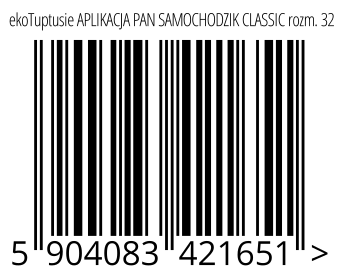 ekoTuptusie APLIKACJA PAN SAMOCHODZIK CLASSIC rozm. 32
5 904083 421651 >